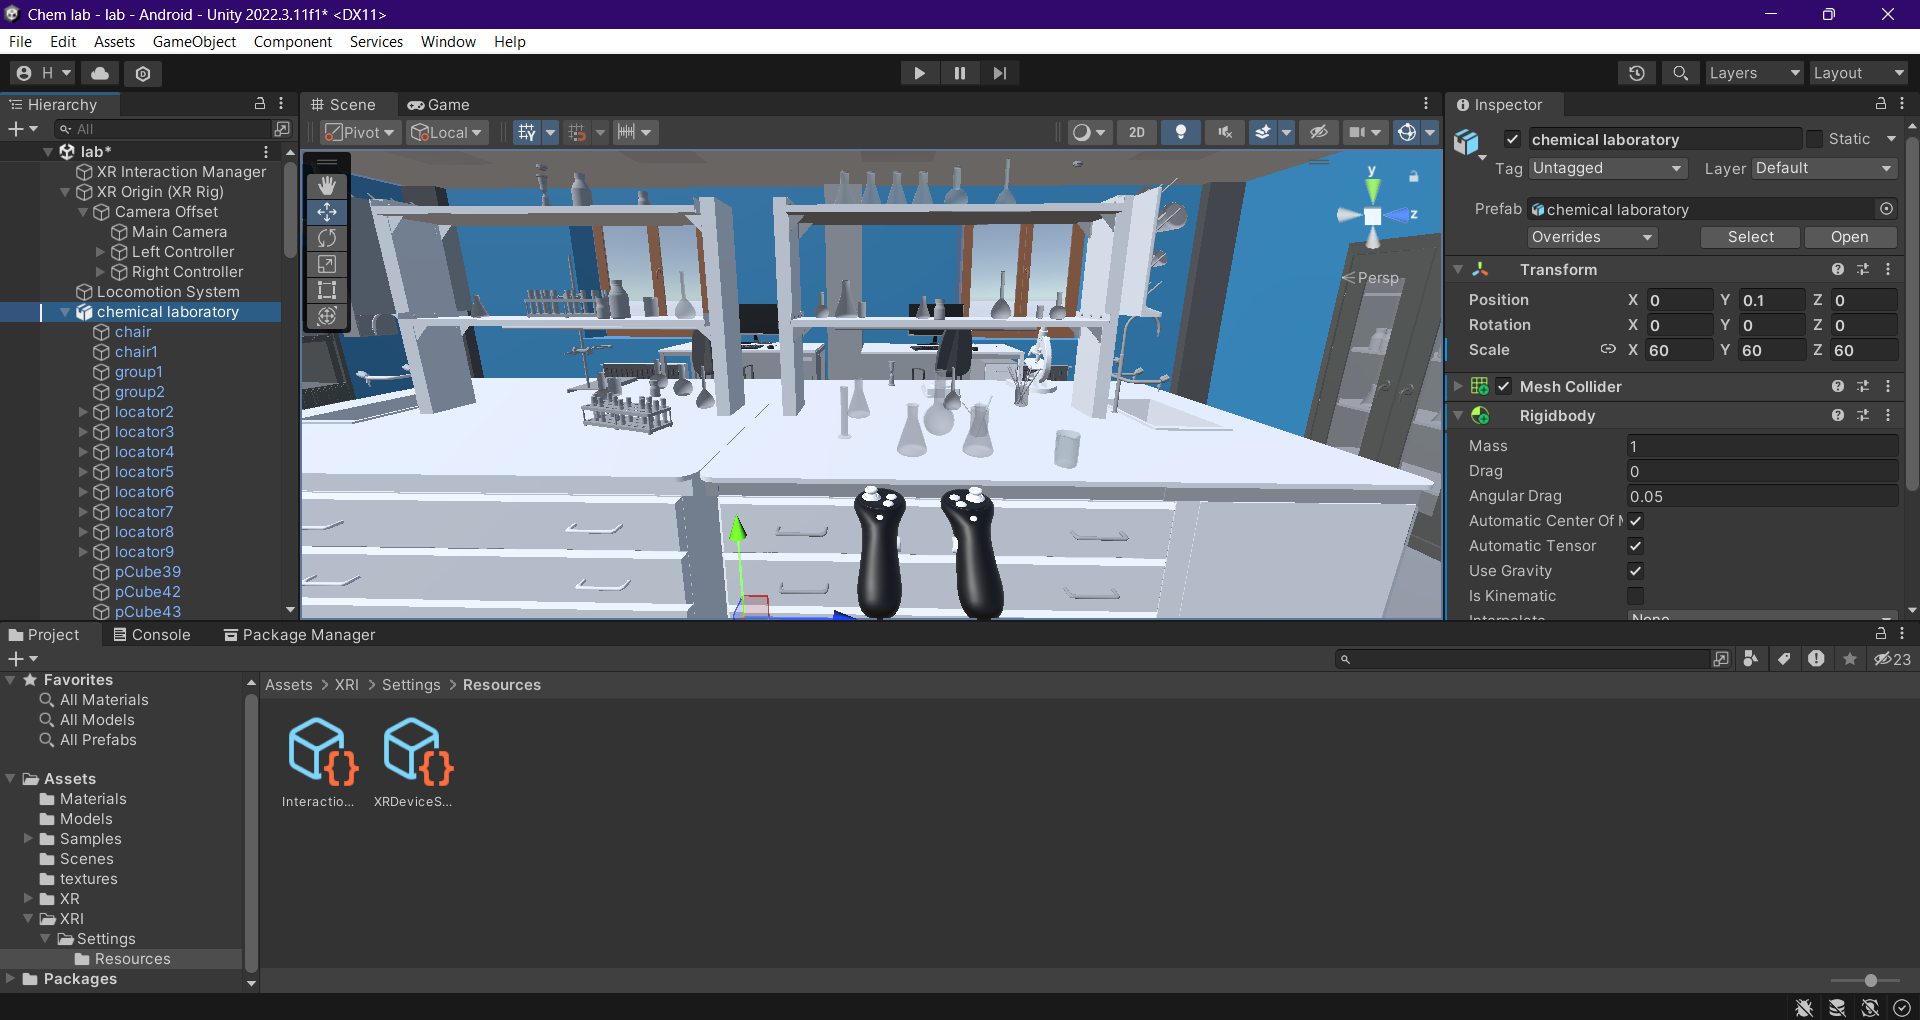 Chem lab - lab - Android - Unity 2022.3.11f1* <DX11>
File Edit Assets GameObject Component Services Window Help
H Layers Layout
Hierarchy
All
lab*
XR Interaction Manager
XR Origin (XR Rig)
Camera Offset
Main Camera
Left Controller
Right Controller
Locomotion System
chemical laboratory
chair
chair1
group1
group2
locator2
locator3
locator4
locator5
locator6
locator7
locator8
locator9
pCube39
pCube42
pCube43
Scene Game
Pivot Local 2D
y
z
Persp
Inspector
chemical laboratory Static
Tag Untagged Layer Default
Prefab chemical laboratory
Overrides Select Open
Transform
Position X 0 Y 0.1 Z 0
Rotation X 0 Y 0 Z 0
Scale X 60 Y 60 Z 60
Mesh Collider
Rigidbody
Mass 1
Drag 0
Angular Drag 0.05
Automatic Center Of M
Automatic Tensor
Use Gravity
Is Kinematic
Interpolate None
Project Console Package Manager
23
Favorites
All Materials
All Models
All Prefabs
Assets
Materials
Models
Samples
Scenes
textures
XR
XRI
Settings
Resources
Packages
Assets > XRI > Settings > Resources
Interactio... XRDeviceS...